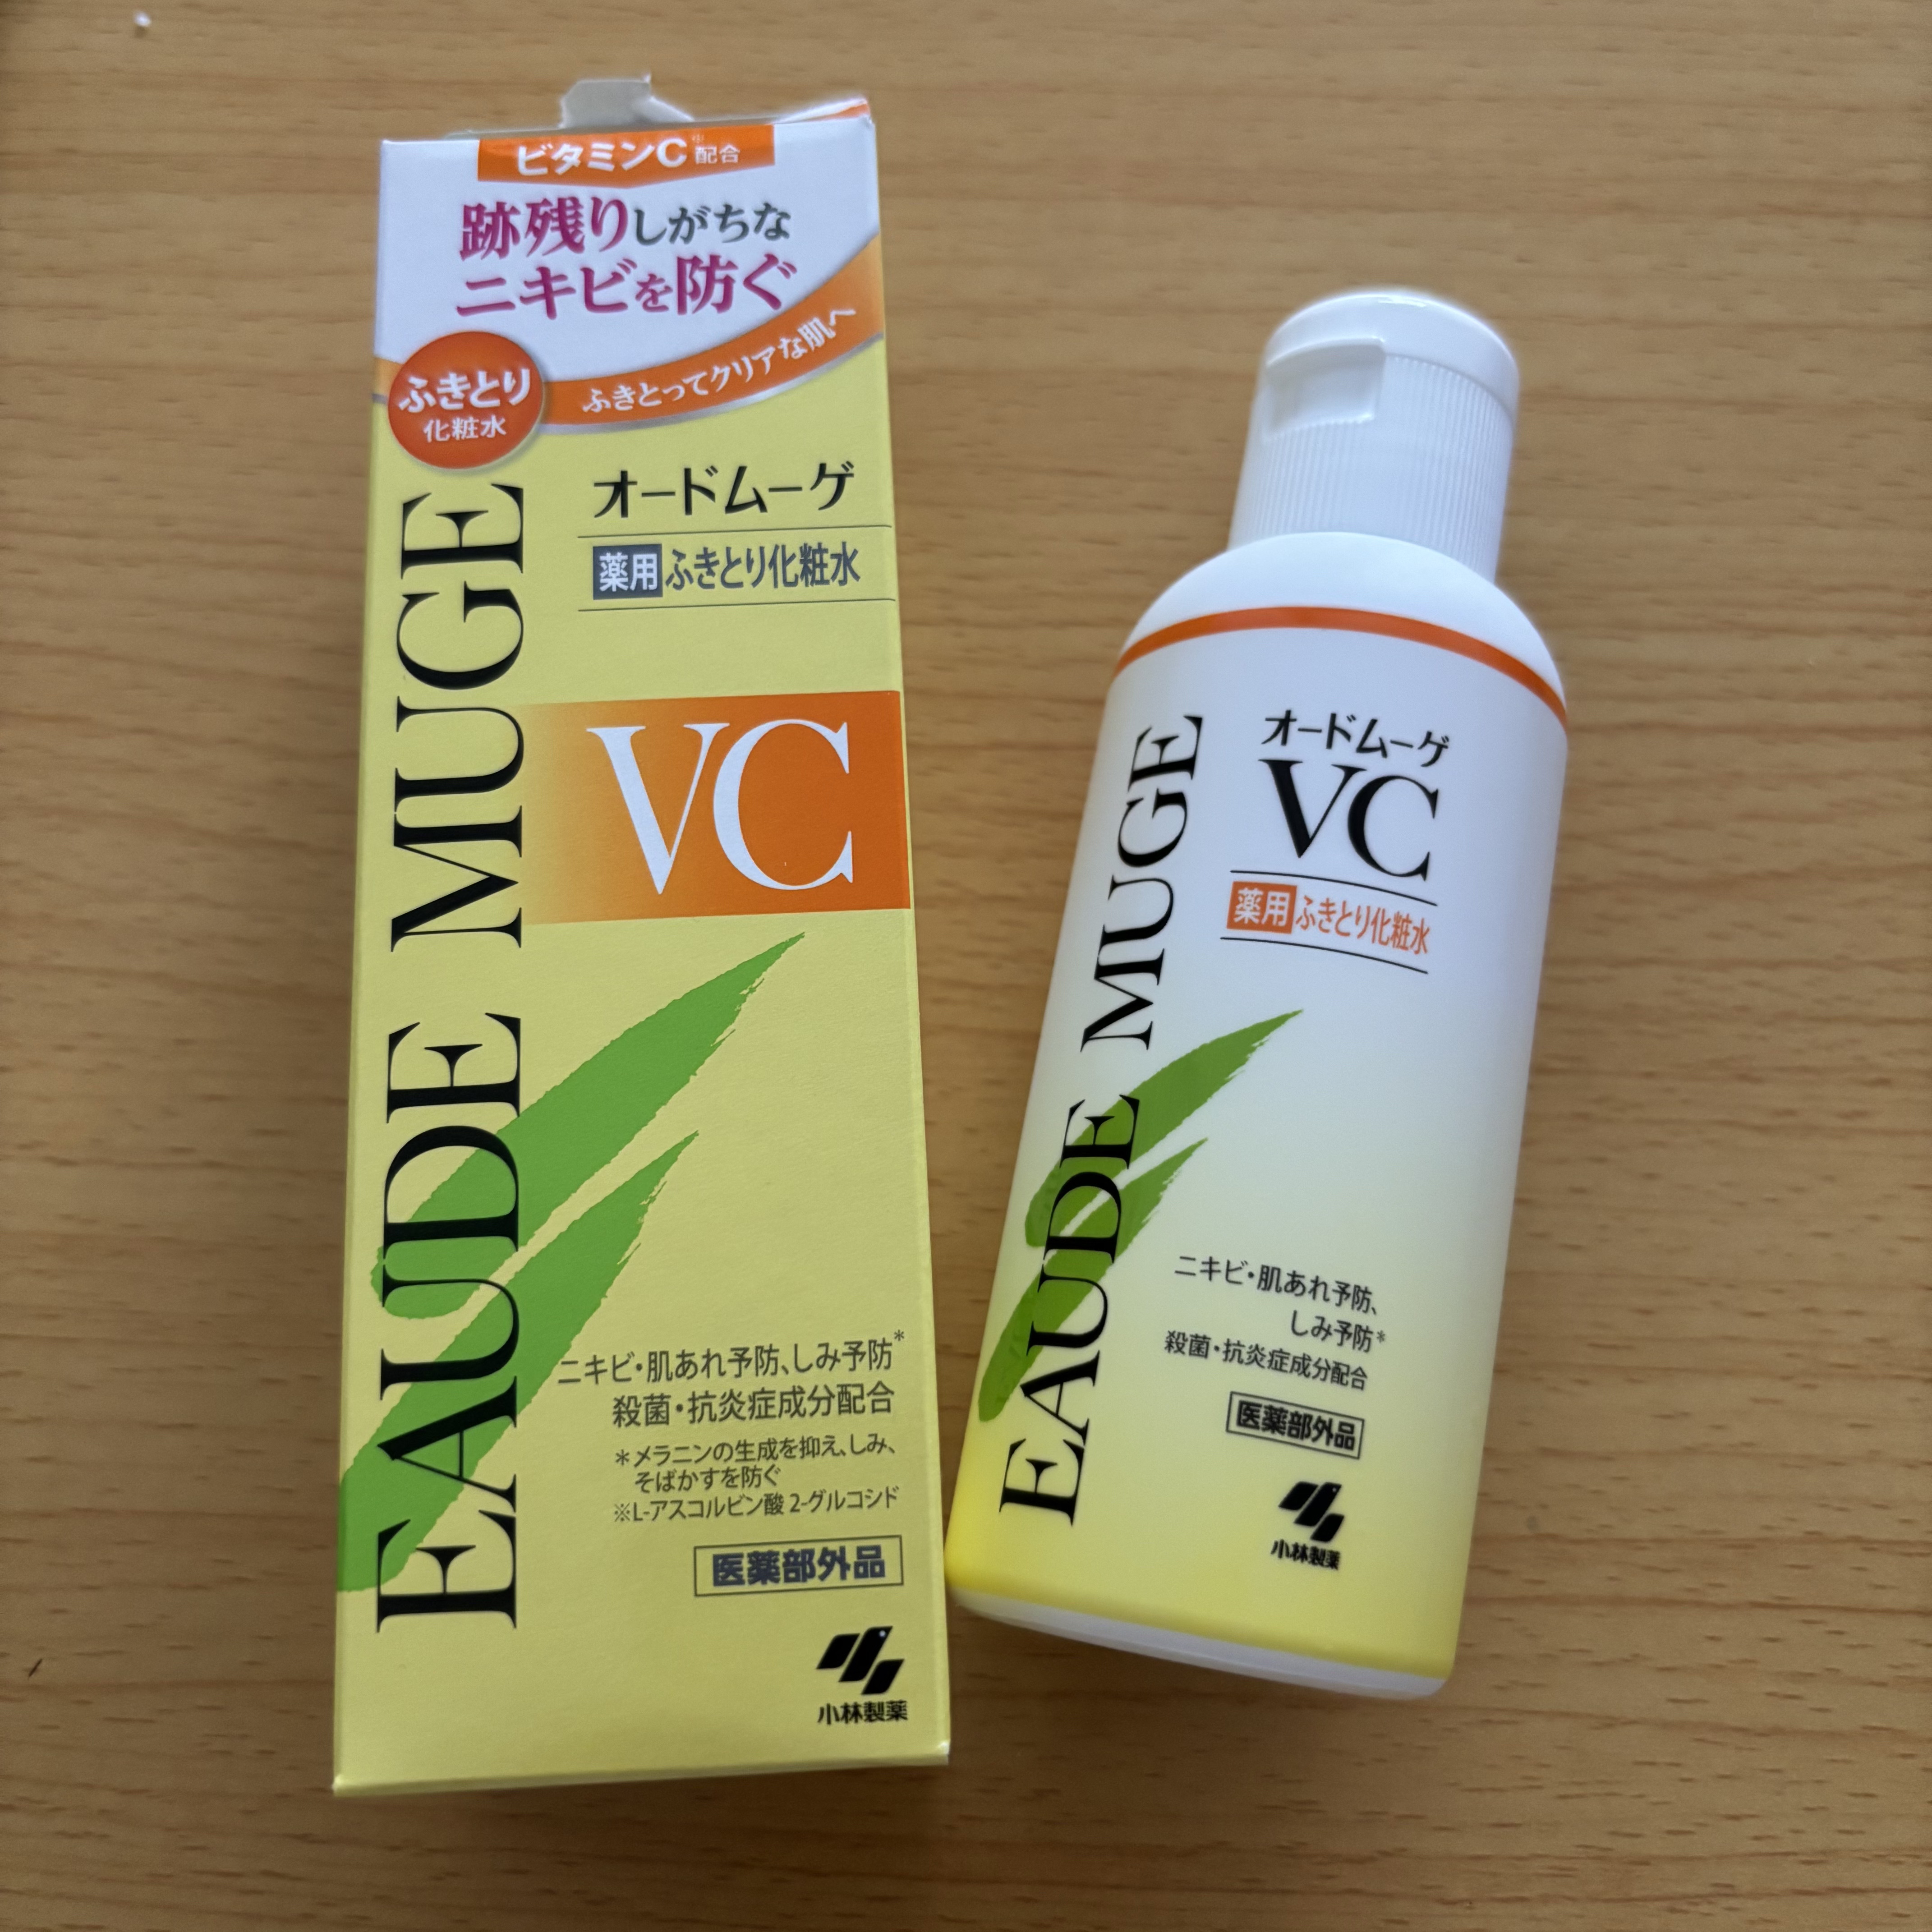 ビタミンC※配合
跡残りしがちな
ニキビを防ぐ
ふきとってクリアな肌へ
ふきとり
化粧水
オードムーゲ
薬用ふきとり化粧水
VC
EAUDE MUGE
ニキビ・肌あれ予防、しみ予防*
殺菌・抗炎症成分配合
*メラニンの生成を抑え、しみ、
そばかすを防ぐ
※L-アスコルビン酸 2-グルコシド
医薬部外品
小林製薬
オードムーゲ
VC
薬用ふきとり化粧水
EAUDE MUGE
ニキビ・肌あれ予防、
しみ予防*
殺菌・抗炎症成分配合
医薬部外品
小林製薬